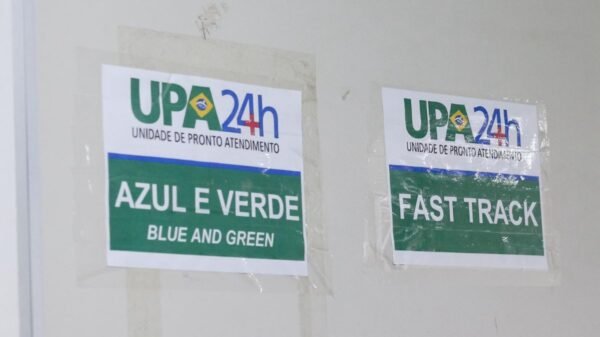 UPA24h
UNIDADE DE PRONTO ATENDIMENTO
AZUL E VERDE
BLUE AND GREEN
UPA24h
UNIDADE DE PRONTO ATENDIMENTO
FAST TRACK